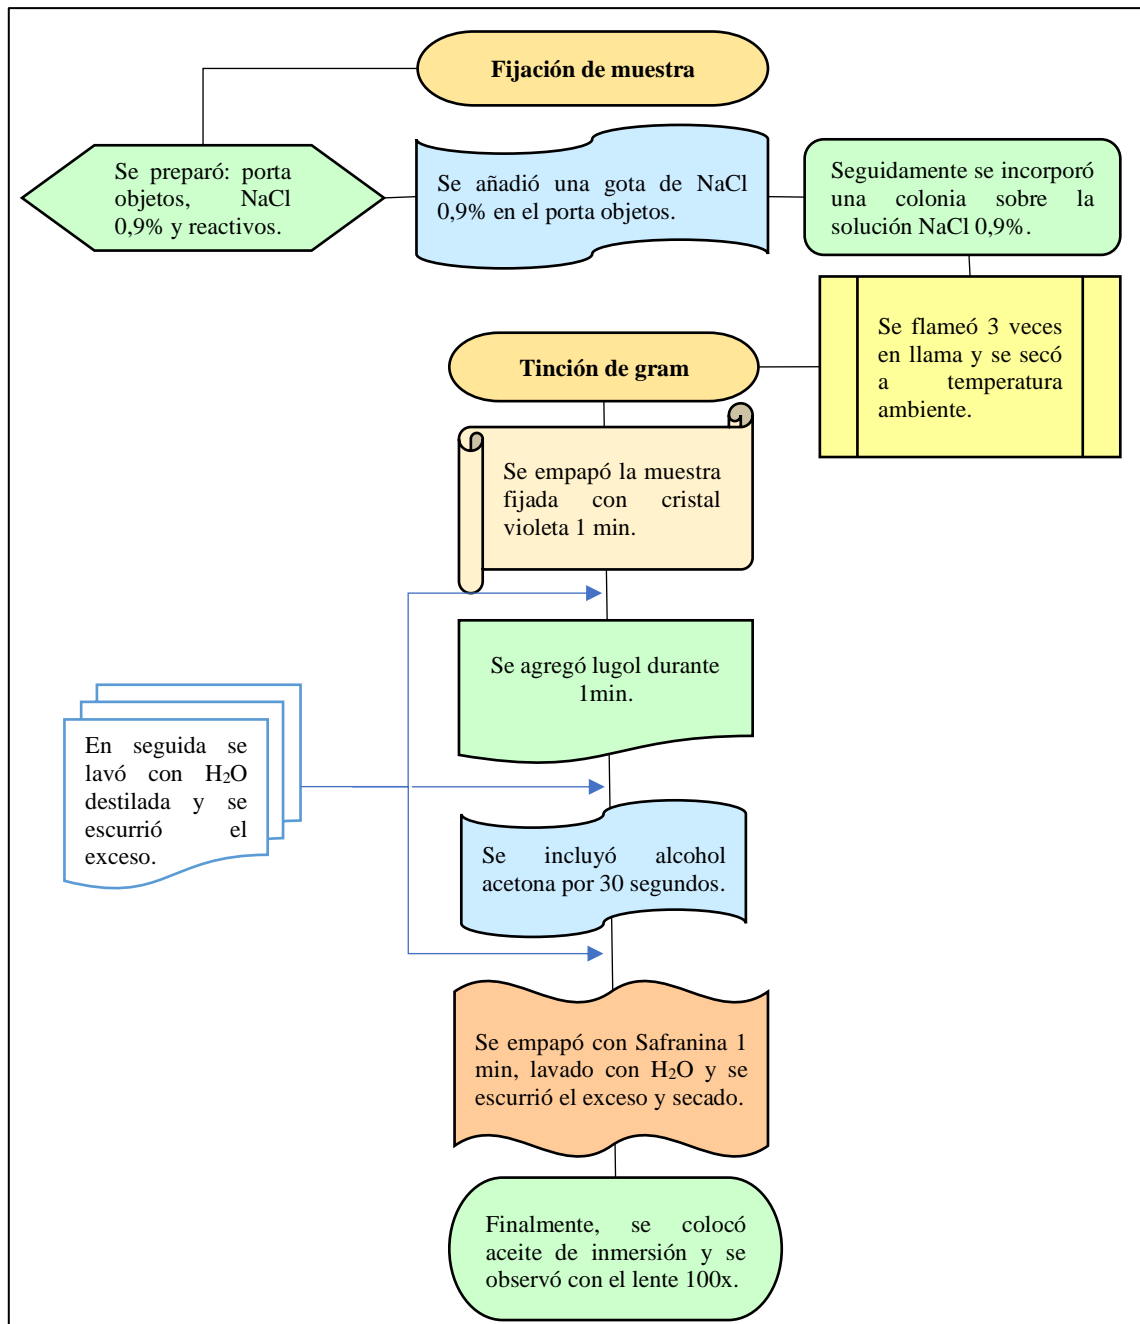 Fijación de muestra
Se preparó: porta
objetos, NaCl
0,9% y reactivos.
Se añadió una gota de NaCl
0,9% en el porta objetos.
Seguidamente se incorporó
una colonia sobre la
solución NaCl 0,9%.
Se flameó 3 veces
en llama y se secó
a temperatura
ambiente.
Tinción de gram
Se empapó la muestra
fijada con cristal
violeta 1 min.
Se agregó lugol durante
1min.
En seguida se
lavó con H₂O
destilada y se
escurrió el
exceso.
Se incluyó alcohol
acetona por 30 segundos.
Se empapó con Safranina 1
min, lavado con H₂O y se
escurrió el exceso y secado.
Finalmente, se colocó
aceite de inmersión y se
observó con el lente 100x.